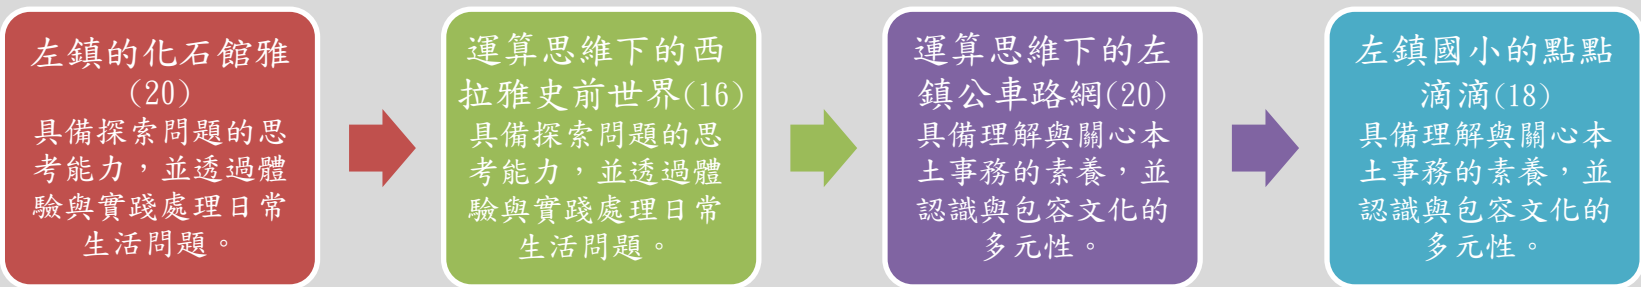 左鎮的化石館雅
(20)
具備探索問題的思
考能力，並透過體
驗與實踐處理日常
生活問題。
運算思維下的西
拉雅史前世界(16)
具備探索問題的思
考能力，並透過體
驗與實踐處理日常
生活問題。
運算思維下的左
鎮公車路網(20)
具備理解與關心本
土事務的素養，並
認識與包容文化的
多元性。
左鎮國小的點點
滴滴(18)
具備理解與關心本
土事務的素養，並
認識與包容文化的
多元性。